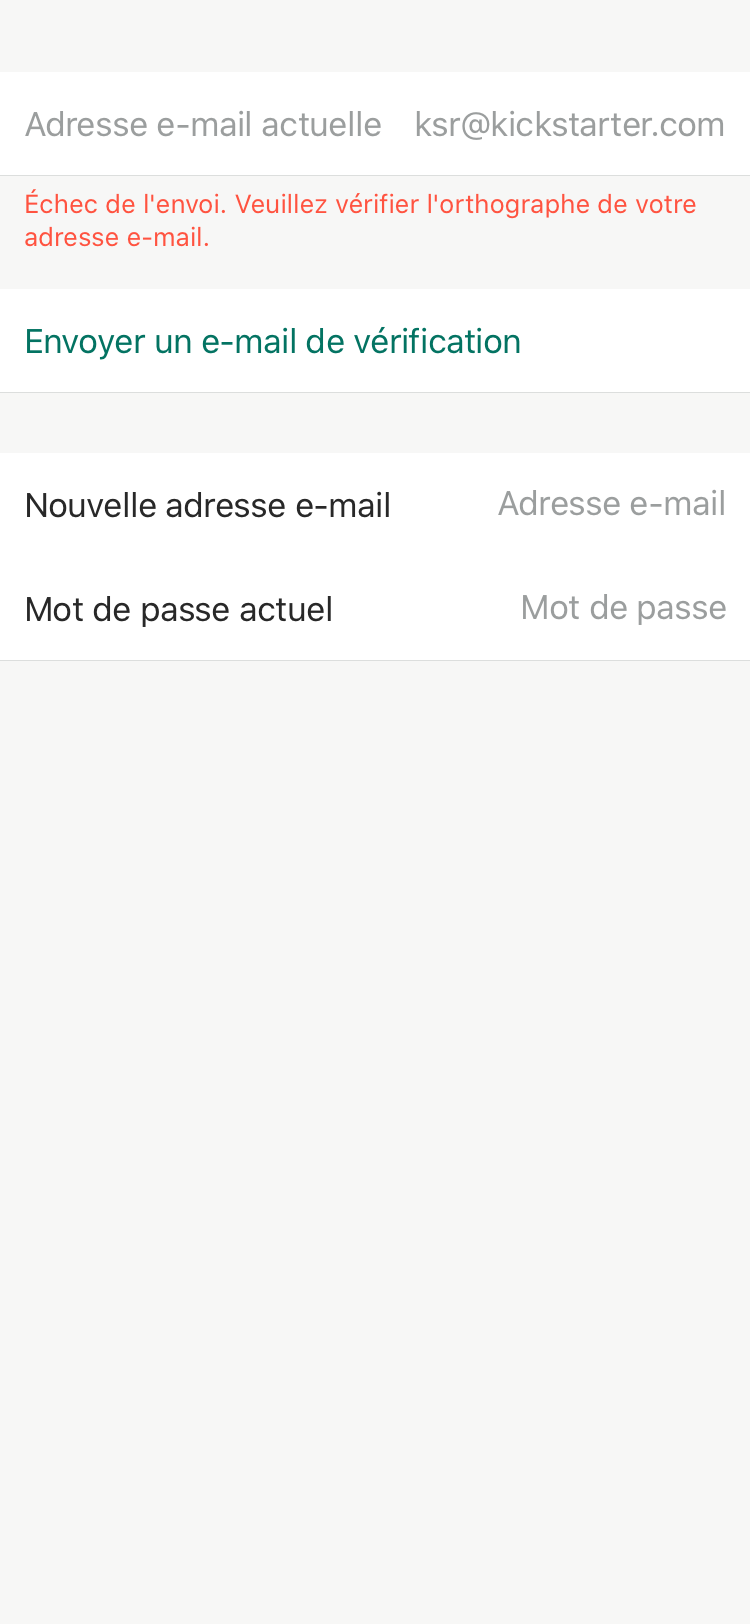 Adresse e-mail actuelle ksr@kickstarter.com
Échec de l'envoi. Veuillez vérifier l'orthographe de votre
adresse e-mail.
Envoyer un e-mail de vérification
Nouvelle adresse e-mail Adresse e-mail
Mot de passe actuel Mot de passe